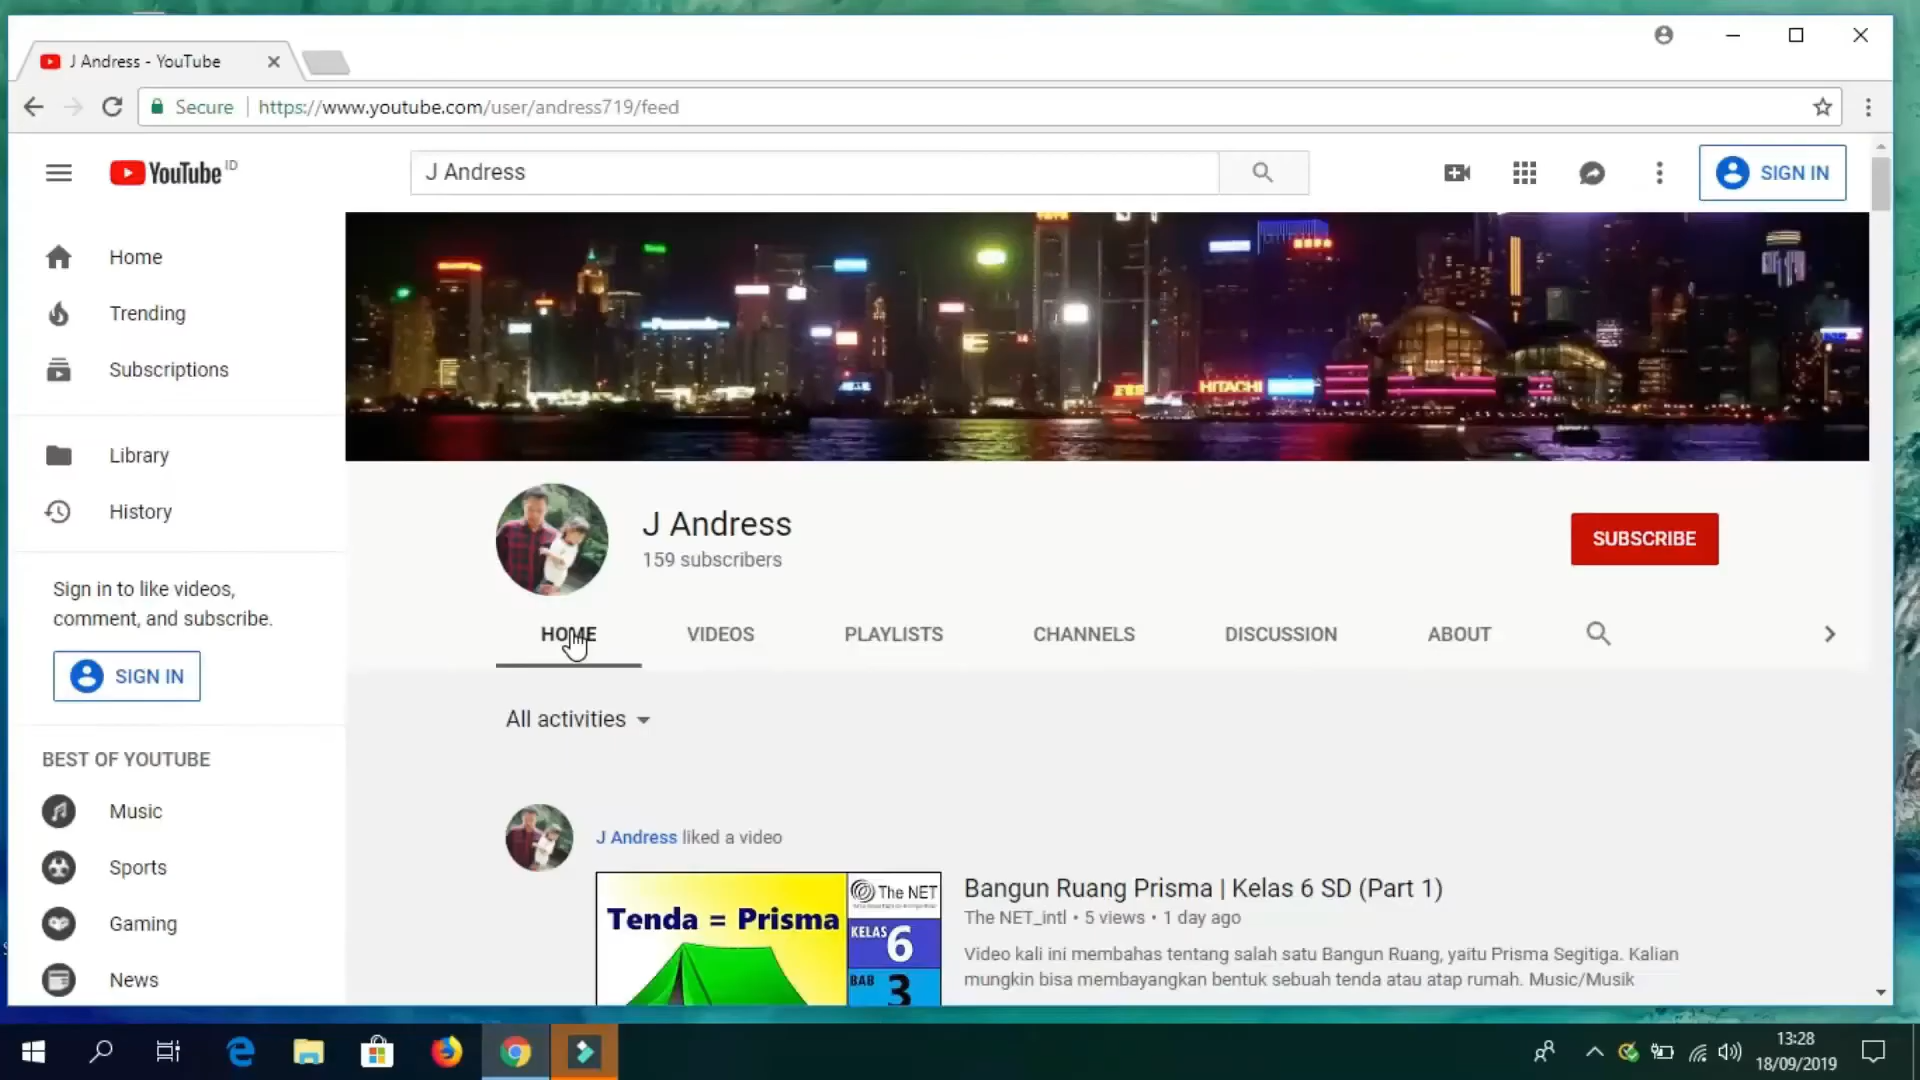 J Andress - YouTube
Secure
https://www.youtube.com/user/andress719/feed
YouTube ID
J Andress
SIGN IN
Home
Trending
Subscriptions
Library
History
Sign in to like videos,
comment, and subscribe.
SIGN IN
BEST OF YOUTUBE
Music
Sports
Gaming
News
HITACHI
J Andress
159 subscribers
SUBSCRIBE
HOME
VIDEOS
PLAYLISTS
CHANNELS
DISCUSSION
ABOUT
All activities
J Andress liked a video
Tenda = Prisma
The NET
KELAS 6
BAB 3
Bangun Ruang Prisma | Kelas 6 SD (Part 1)
The NET_intl • 5 views • 1 day ago
Video kali ini membahas tentang salah satu Bangun Ruang, yaitu Prisma Segitiga. Kalian
mungkin bisa membayangkan bentuk sebuah tenda atau atap rumah. Music/Musik
13:28
18/09/2019